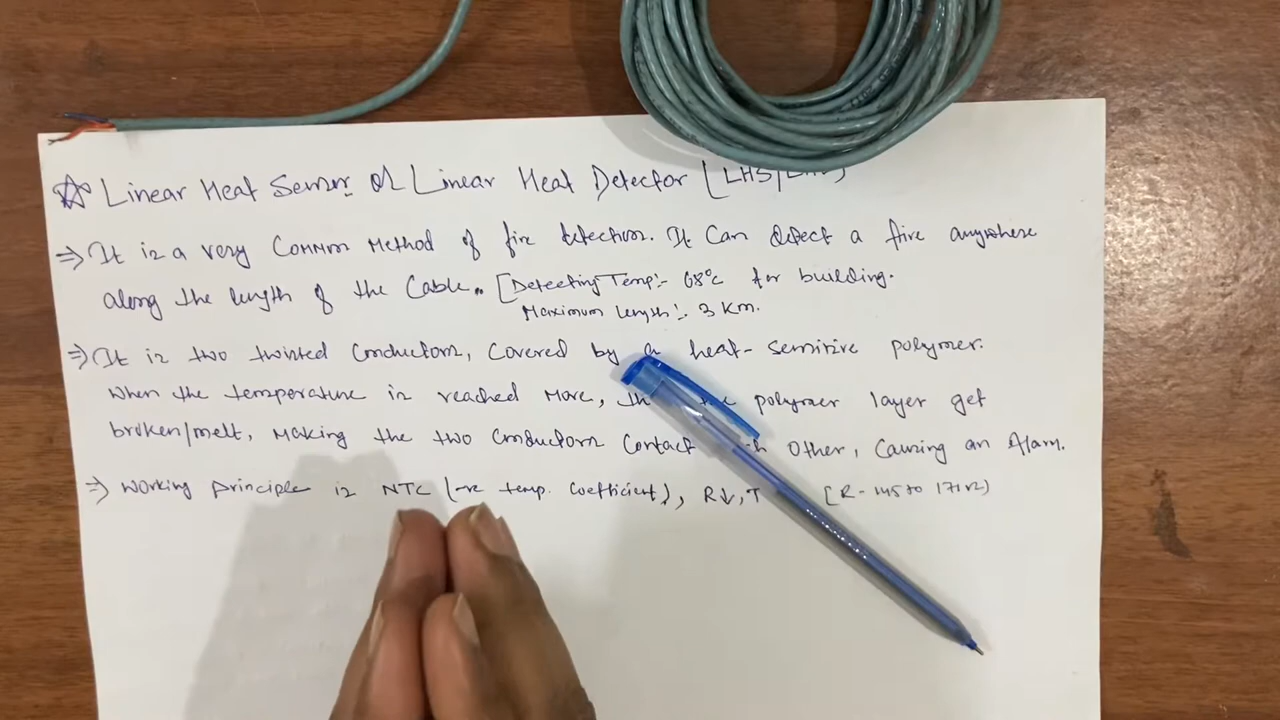 ☆ Linear Heat Sensor or Linear Heat Detector [LHS/
⇒ It is a very Common Method of fire detection. It Can detect a fire anywhere
along the length of the Cable. [Detecting Temp:- 68°c for building.
Maximum length:- 3 Km.
⇒ It is two twisted Conductors, Covered by a heat-sensitive polymer.
When the temperature is reached More, the polymer layer get
broken/melt, Making the two Conductors Contact Other, Causing an Alarm.
⇒ Working principle is NTC (-ve temp. Coefficient), R↓, T [R-145 to 171Ω)